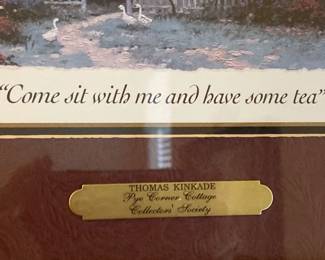 "Come sit with me and have some tea"
THOMAS KINKADE
Pye Corner Cottage
Collectors' Society